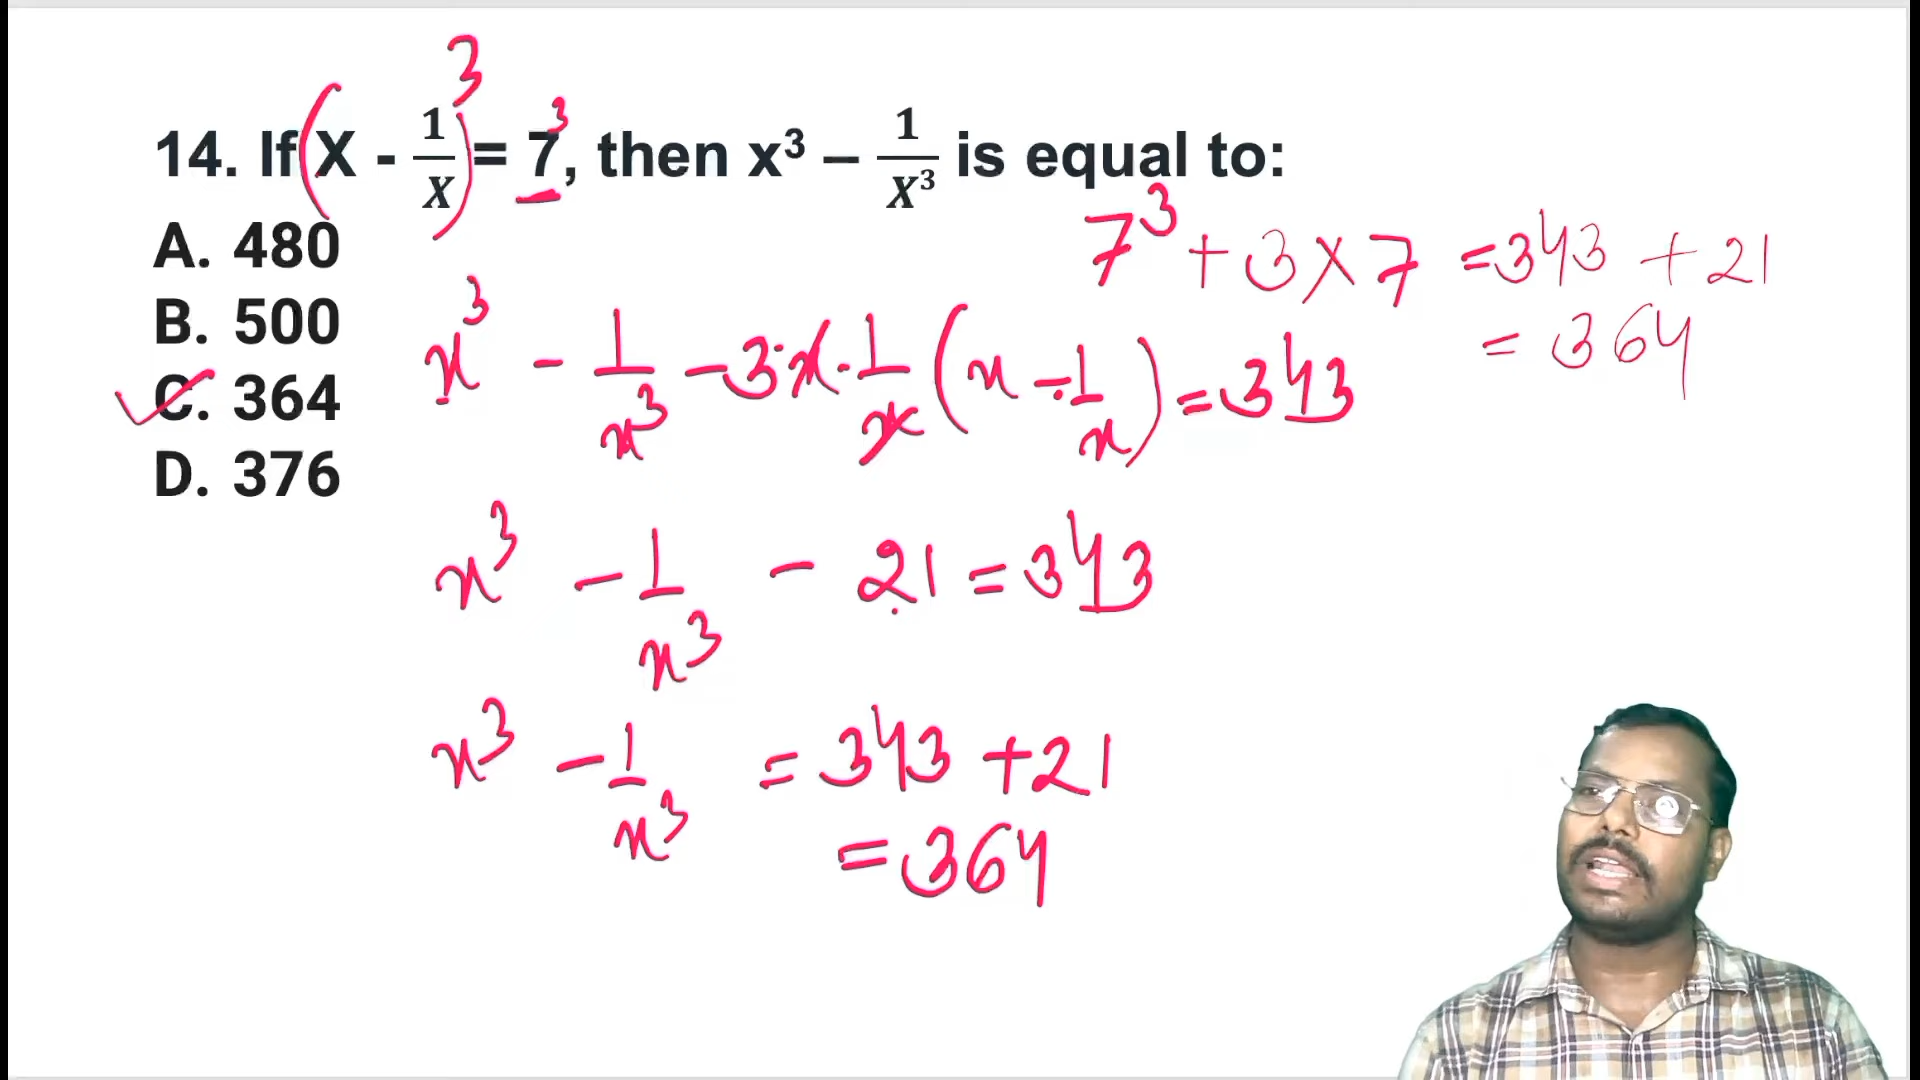 14. If (X - 1/X)³ = 7³, then x³ – 1/X³ is equal to:
A. 480
B. 500
C. 364
D. 376
7³ + 3 × 7 = 343 + 21
= 364
x³ - 1/x³ - 3·x·1/x (x - 1/x) = 343
x³ - 1/x³ - 21 = 343
x³ - 1/x³ = 343 + 21
= 364